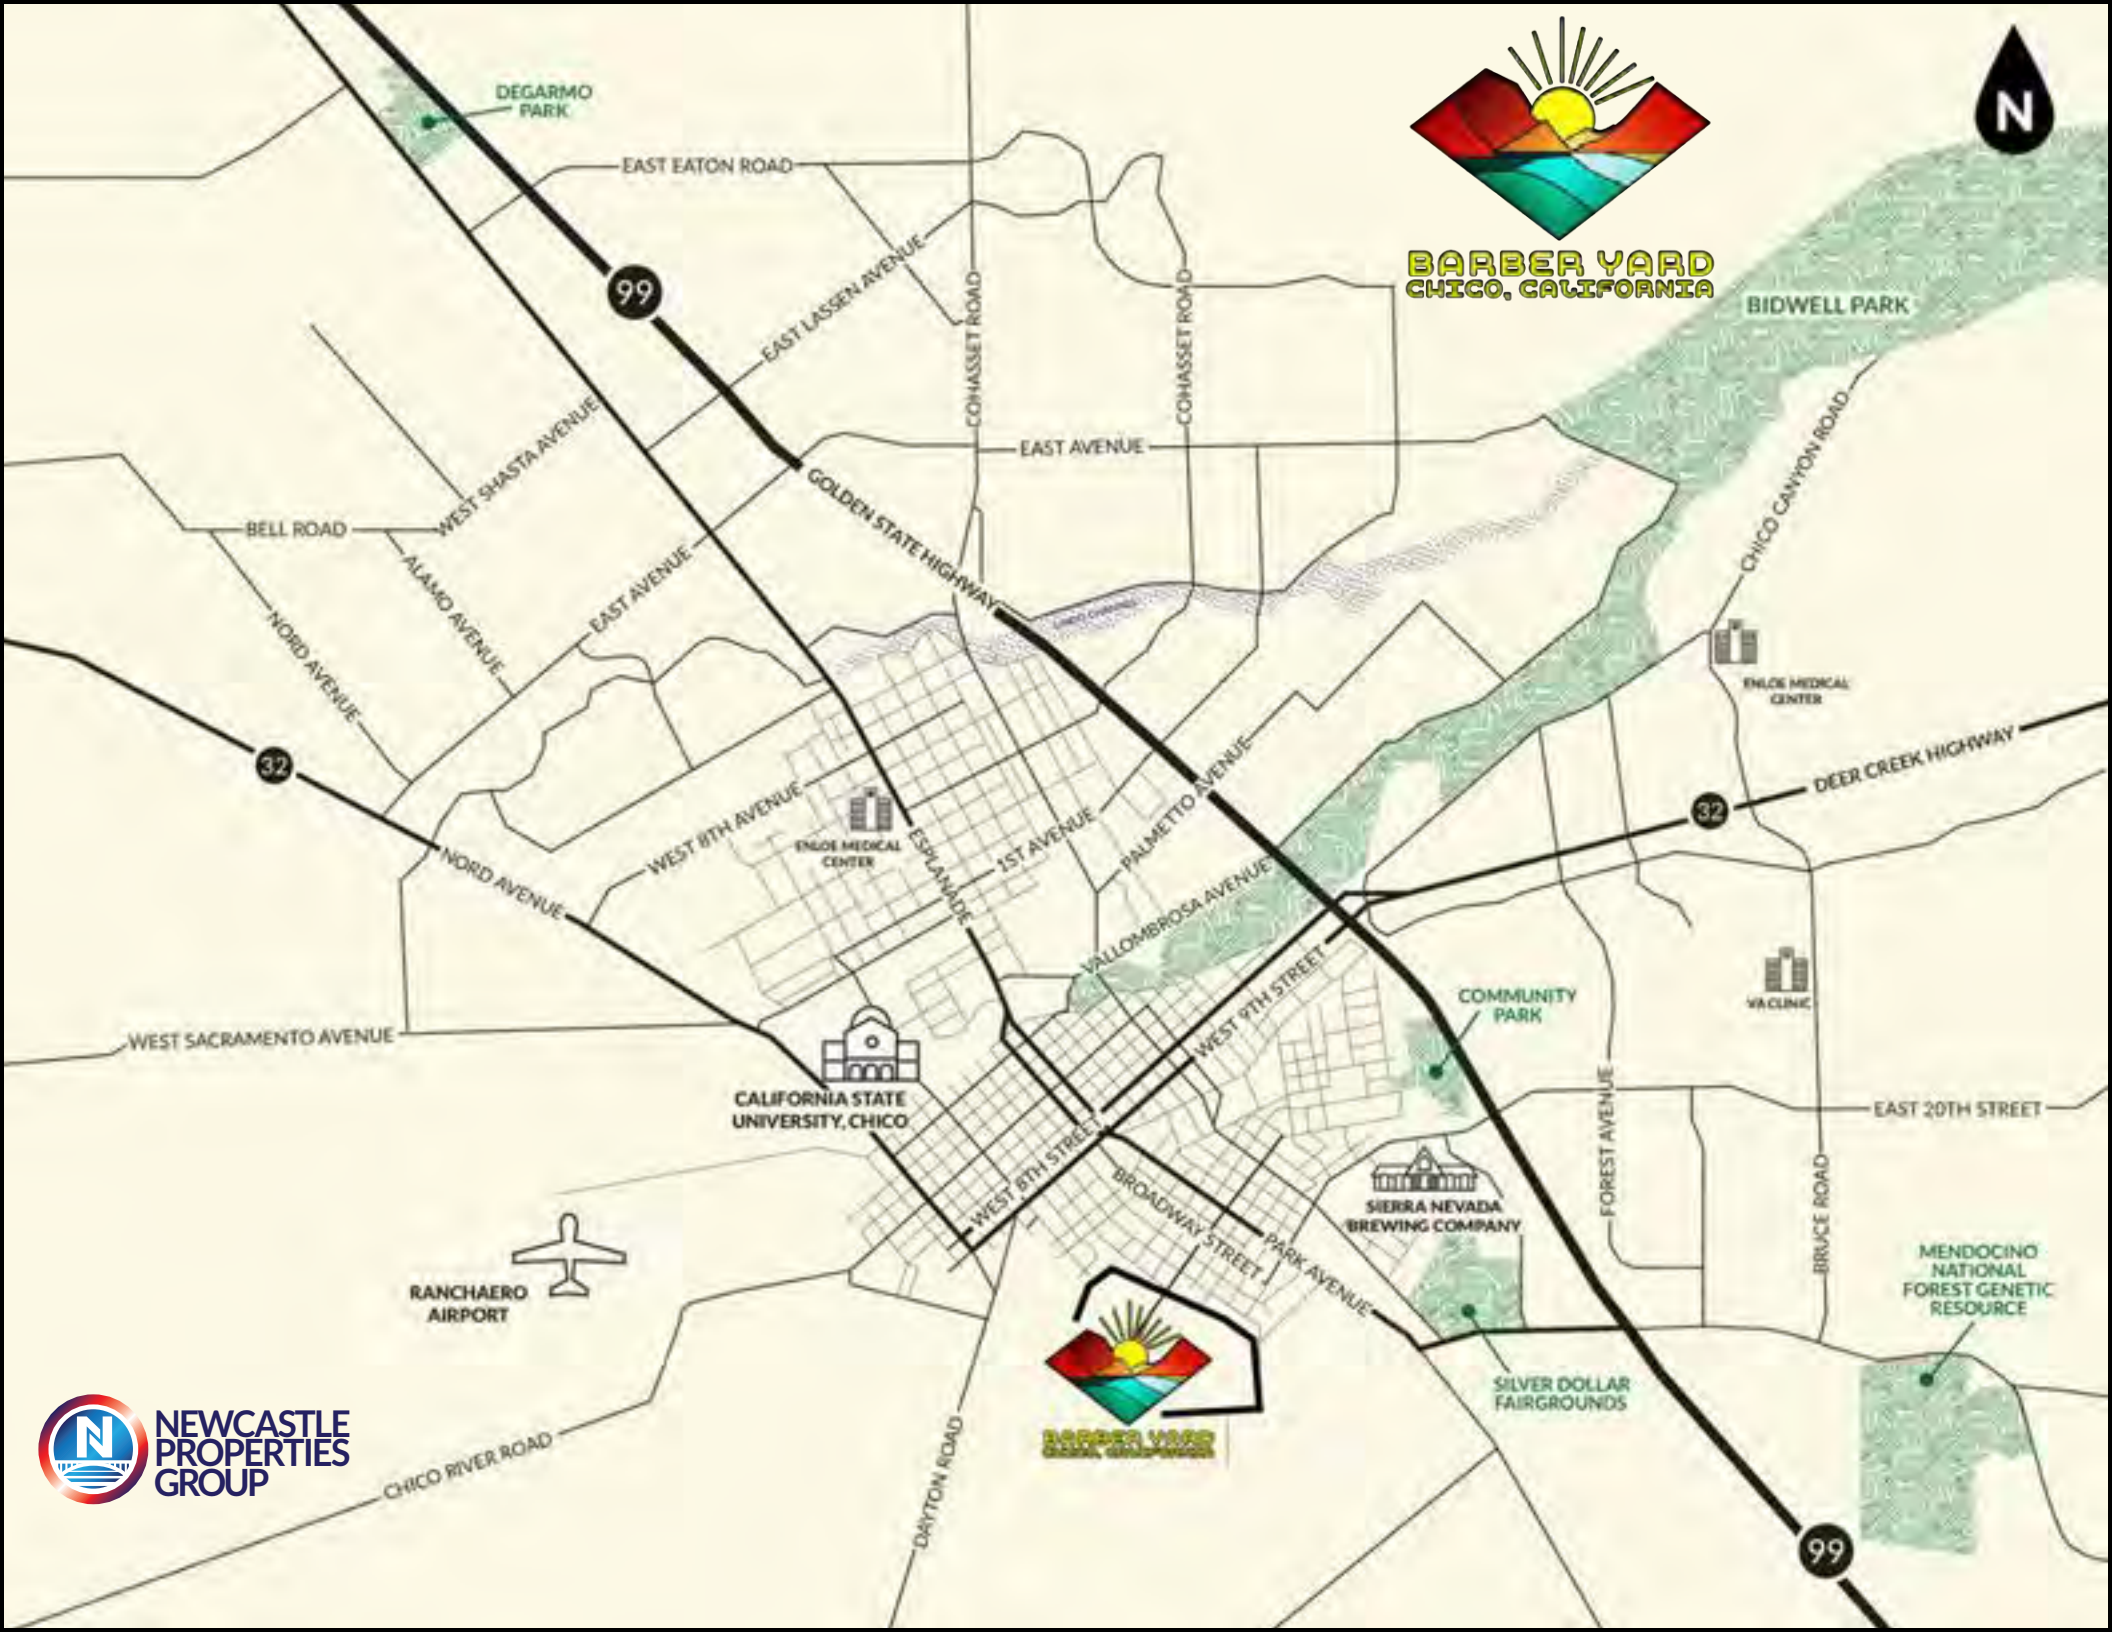 DEGARMO
PARK
EAST EATON ROAD
N
BARBER YARD
CHICO, CALIFORNIA
BIDWELL PARK
99
EAST LASSEN AVENUE
COHASSET ROAD
COHASSET ROAD
WEST SHASTA AVENUE
EAST AVENUE
CHICO CANYON ROAD
GOLDEN STATE HIGHWAY
BELL ROAD
ALAMO AVENUE
EAST AVENUE
NORD AVENUE
ENLOE MEDICAL
CENTER
32
DEER CREEK HIGHWAY
32
PALMETTO AVENUE
WEST 8TH AVENUE
ENLOE MEDICAL
CENTER
ESPLANADE
1ST AVENUE
NORD AVENUE
VALLOMBROSA AVENUE
WEST 9TH STREET
COMMUNITY
PARK
VA CLINIC
WEST SACRAMENTO AVENUE
CALIFORNIA STATE
UNIVERSITY, CHICO
FOREST AVENUE
EAST 20TH STREET
WEST 8TH STREET
BROADWAY STREET
PARK AVENUE
SIERRA NEVADA
BREWING COMPANY
BRUCE ROAD
RANCHAERO
AIRPORT
MENDOCINO
NATIONAL
FOREST GENETIC
RESOURCE
SILVER DOLLAR
FAIRGROUNDS
BARBER YARD
CHICO, CALIFORNIA
N
NEWCASTLE
PROPERTIES
GROUP
CHICO RIVER ROAD
DAYTON ROAD
99